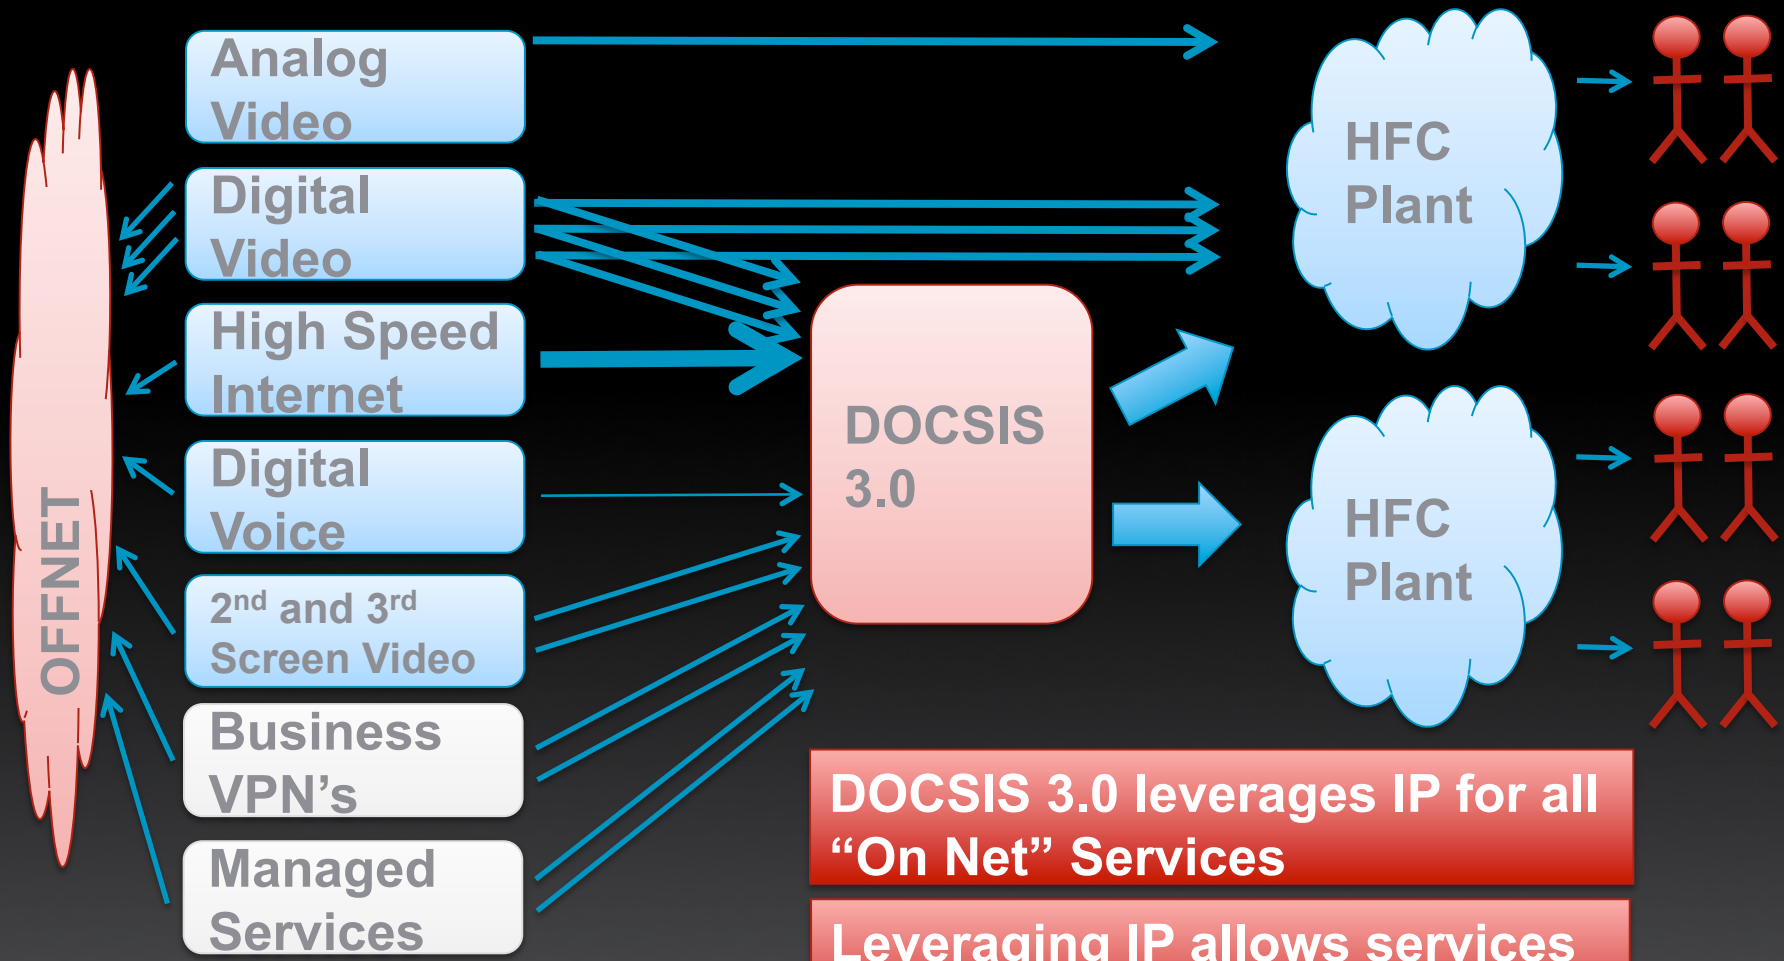 OFFNET
Analog
Video
Digital
Video
High Speed
Internet
Digital
Voice
2nd and 3rd
Screen Video
Business
VPN’s
Managed
Services
DOCSIS
3.0
HFC
Plant
HFC
Plant
DOCSIS 3.0 leverages IP for all
“On Net” Services
Leveraging IP allows services